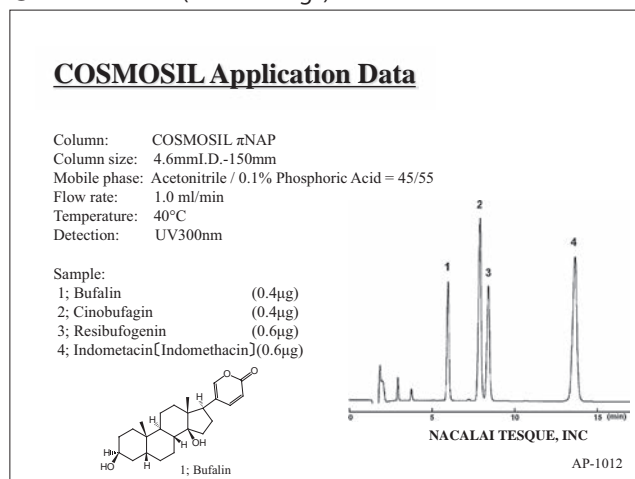 COSMOSIL Application Data
Column: COSMOSIL πNAP
Column size: 4.6mmI.D.-150mm
Mobile phase: Acetonitrile / 0.1% Phosphoric Acid = 45/55
Flow rate: 1.0 ml/min
Temperature: 40°C
Detection: UV300nm
Sample:
1; Bufalin (0.4μg)
2; Cinobufagin (0.4μg)
3; Resibufogenin (0.6μg)
4; Indometacin[Indomethacin](0.6μg)
1
2
3
4
0 5 10 15 (min)
NACALAI TESQUE, INC
O O
H H
H H
OH
H
HO H
1; Bufalin
AP-1012